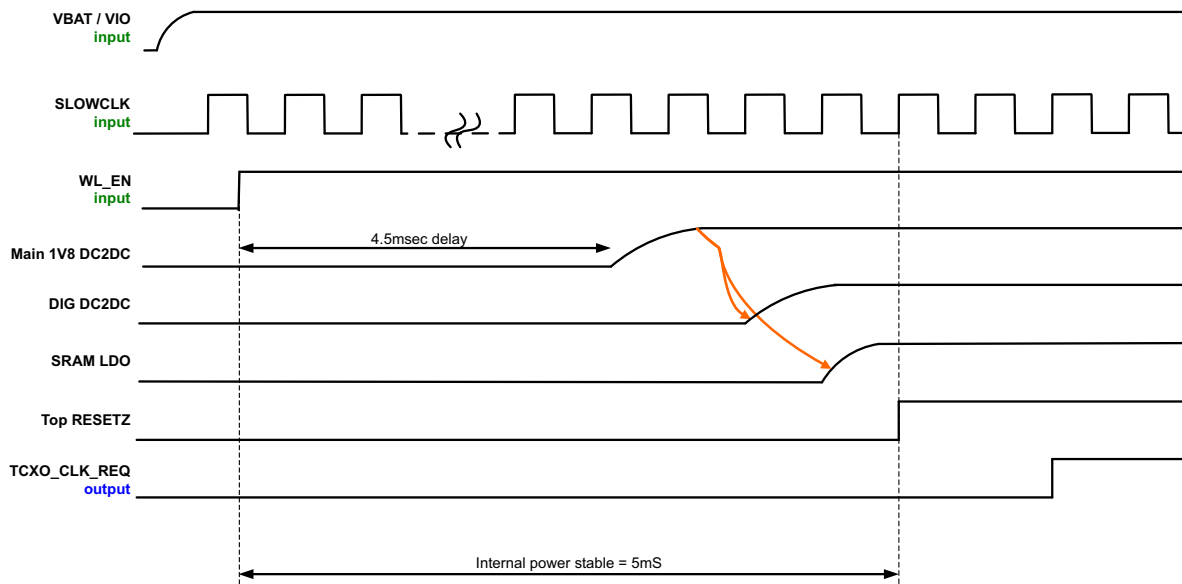 VBAT / VIO
input
SLOWCLK
input
WL_EN
input
4.5msec delay
Main 1V8 DC2DC
DIG DC2DC
SRAM LDO
Top RESETZ
TCXO_CLK_REQ
output
Internal power stable = 5mS